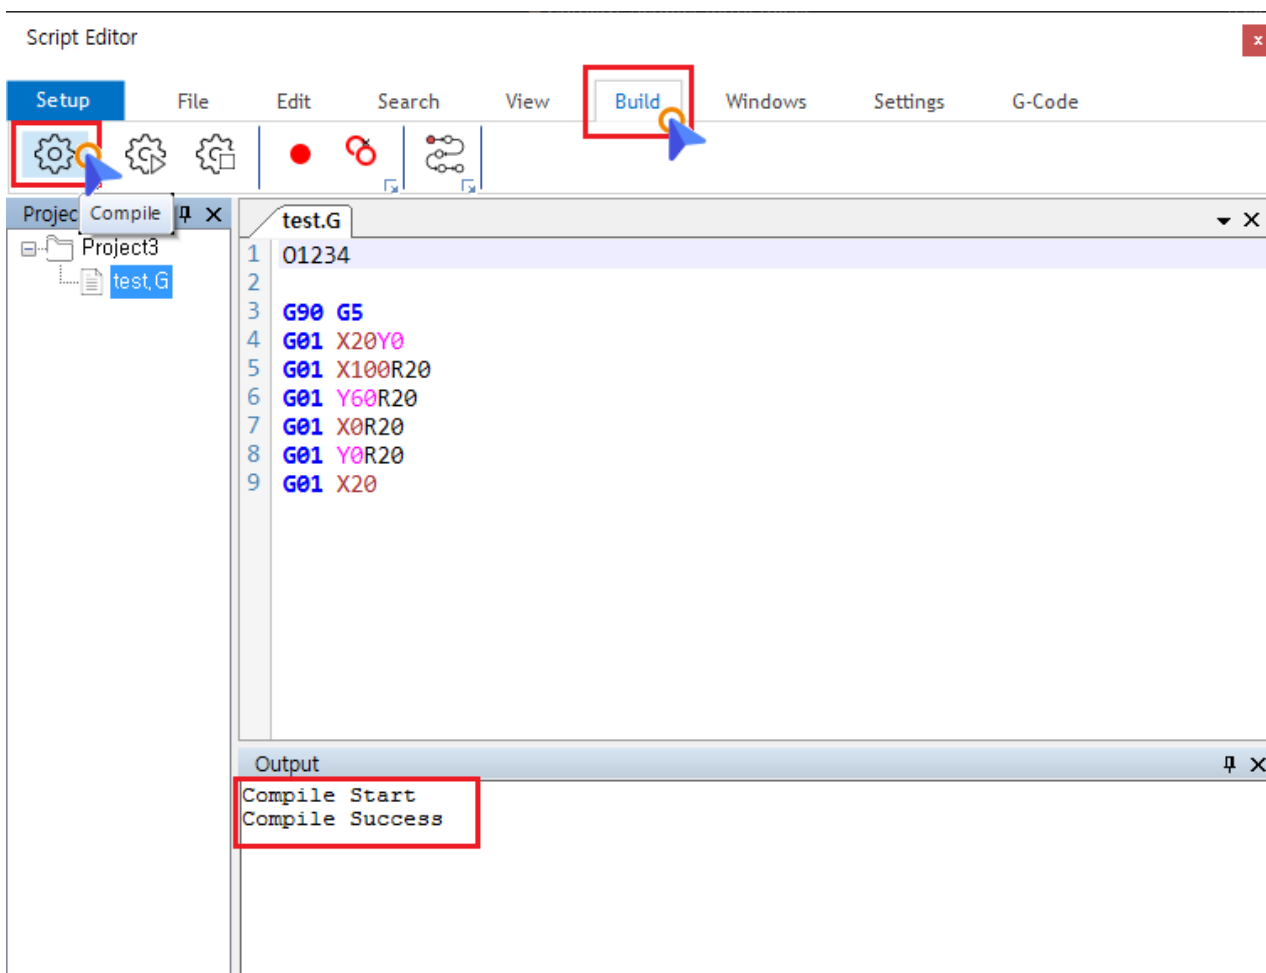 Script Editor
x
Setup File Edit Search View Build Windows Settings G-Code
Compile
test.G
Project3
test,G
1 O1234
2
3 G90 G5
4 G01 X20Y0
5 G01 X100R20
6 G01 Y60R20
7 G01 X0R20
8 G01 Y0R20
9 G01 X20
Output
Compile Start
Compile Success